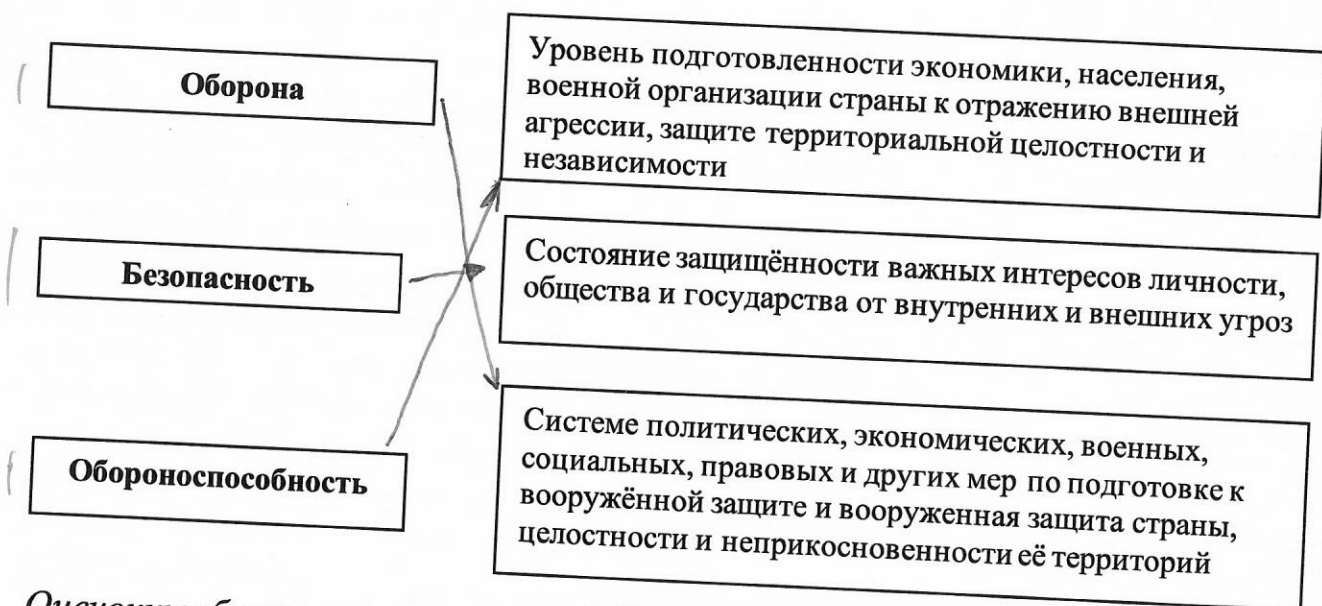 Оборона
Уровень подготовленности экономики, населения,
военной организации страны к отражению внешней
агрессии, защите территориальной целостности и
независимости
Безопасность
Состояние защищённости важных интересов личности,
общества и государства от внутренних и внешних угроз
Обороноспособность
Системе политических, экономических, военных,
социальных, правовых и других мер по подготовке к
вооружённой защите и вооруженная защита страны,
целостности и неприкосновенности её территорий